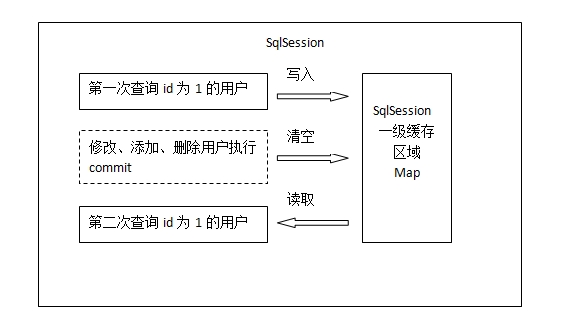 SqlSession
第一次查询 id 为 1 的用户
写入
修改、添加、删除用户执行
commit
清空
第二次查询 id 为 1 的用户
读取
SqlSession
一级缓存
区域
Map